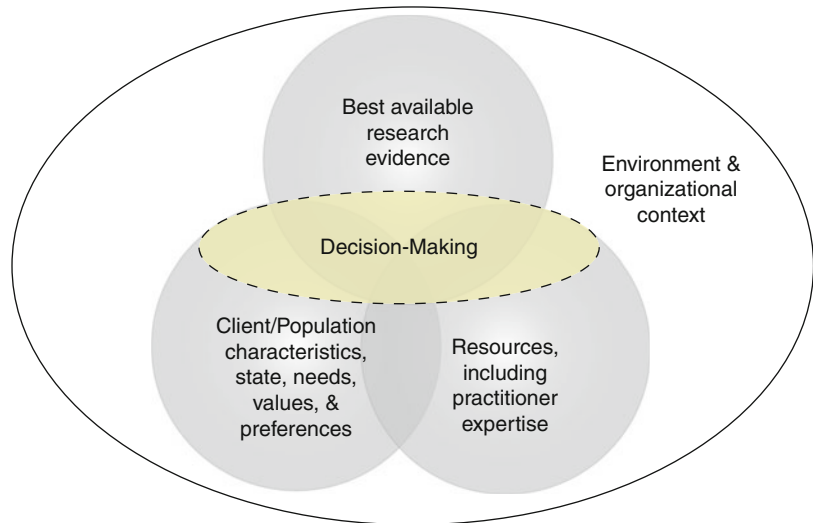 Best available
research
evidence
Environment &
organizational
context
Decision-Making
Client/Population
characteristics,
state, needs,
values, &
preferences
Resources,
including
practitioner
expertise